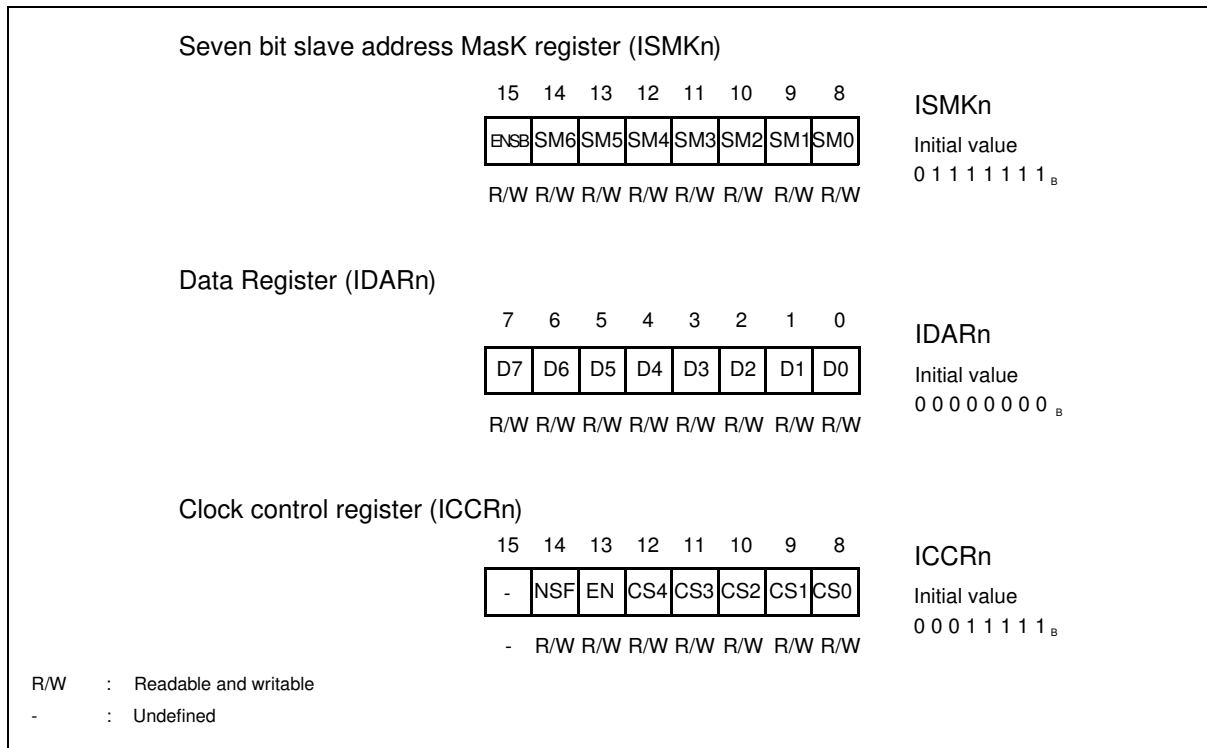 Seven bit slave address MasK register (ISMKn)
15 14 13 12 11 10 9 8
ISMKn
ENSB SM6 SM5 SM4 SM3 SM2 SM1 SM0
Initial value
0 1 1 1 1 1 1 1 B
R/W R/W R/W R/W R/W R/W R/W R/W
Data Register (IDARn)
7 6 5 4 3 2 1 0
IDARn
D7 D6 D5 D4 D3 D2 D1 D0
Initial value
0 0 0 0 0 0 0 0 B
R/W R/W R/W R/W R/W R/W R/W R/W
Clock control register (ICCRn)
15 14 13 12 11 10 9 8
ICCRn
- NSF EN CS4 CS3 CS2 CS1 CS0
Initial value
0 0 0 1 1 1 1 1 B
- R/W R/W R/W R/W R/W R/W R/W
R/W : Readable and writable
- : Undefined